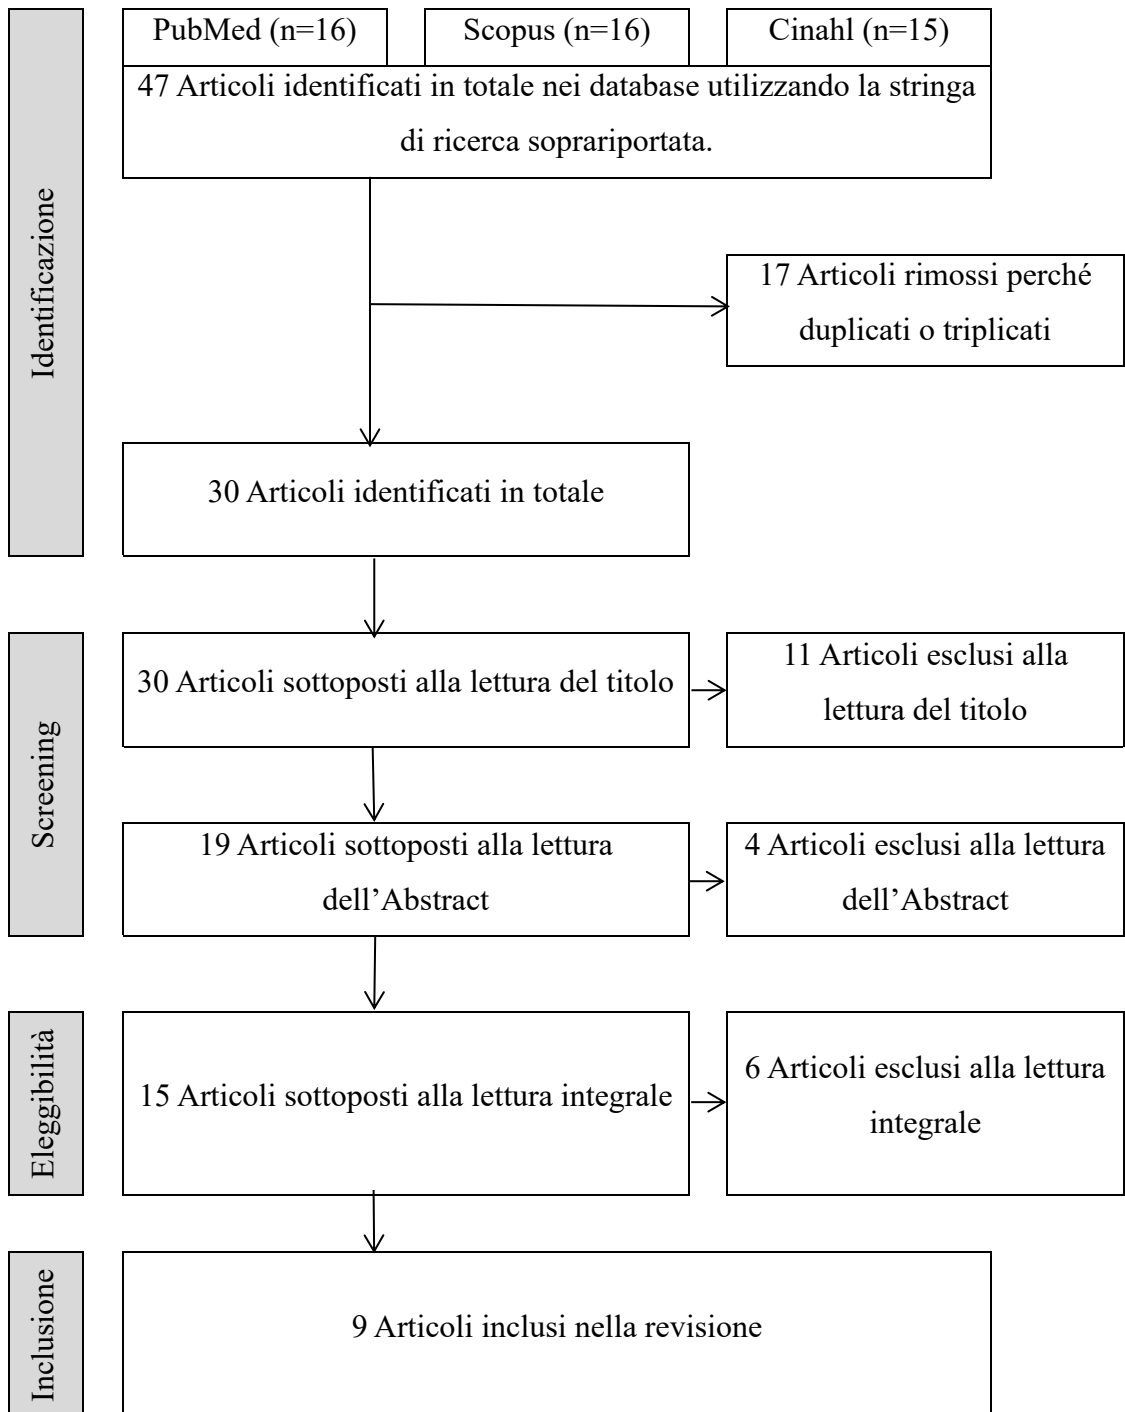 PubMed (n=16)
Scopus (n=16)
Cinahl (n=15)
47 Articoli identificati in totale nei database utilizzando la stringa
di ricerca soprariportata.
Identificazione
17 Articoli rimossi perché
duplicati o triplicati
30 Articoli identificati in totale
Screening
30 Articoli sottoposti alla lettura del titolo
11 Articoli esclusi alla
lettura del titolo
19 Articoli sottoposti alla lettura
dell’Abstract
4 Articoli esclusi alla lettura
dell’Abstract
Eleggibilità
15 Articoli sottoposti alla lettura integrale
6 Articoli esclusi alla lettura
integrale
Inclusione
9 Articoli inclusi nella revisione